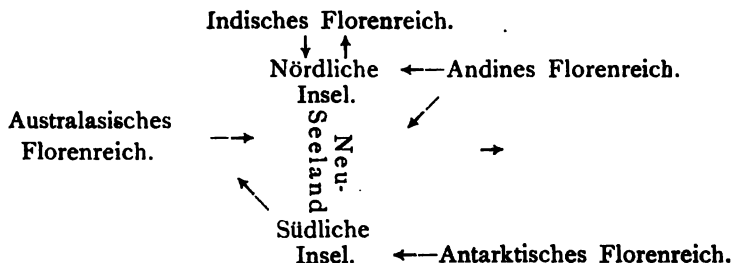 Indisches Florenreich.
Nördliche
Insel.
Andines Florenreich.
Australasisches
Florenreich.
Neu-
Seeland
Südliche
Insel.
Antarktisches Florenreich.